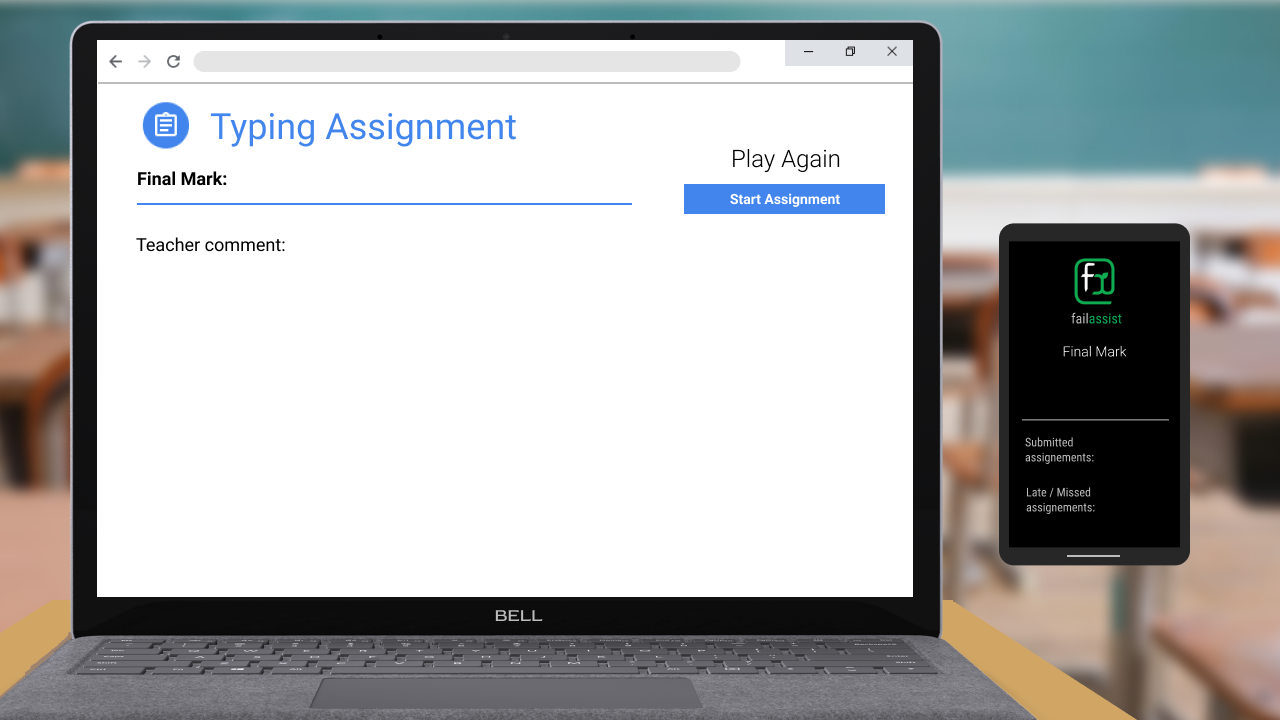 Typing Assignment
Final Mark:
Play Again
Start Assignment
Teacher comment:
failassist
Final Mark
Submitted
assignements:
Late / Missed
assignements:
BELL